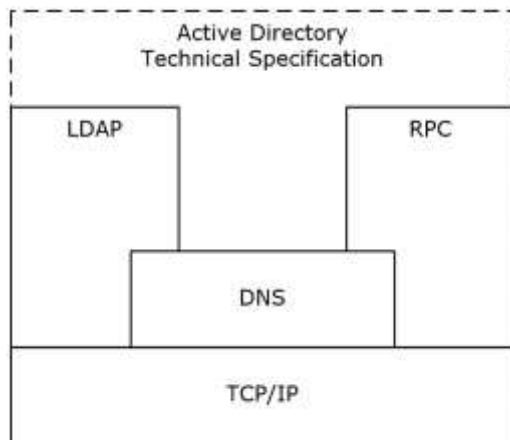 Active Directory
Technical Specification
LDAP
RPC
DNS
TCP/IP